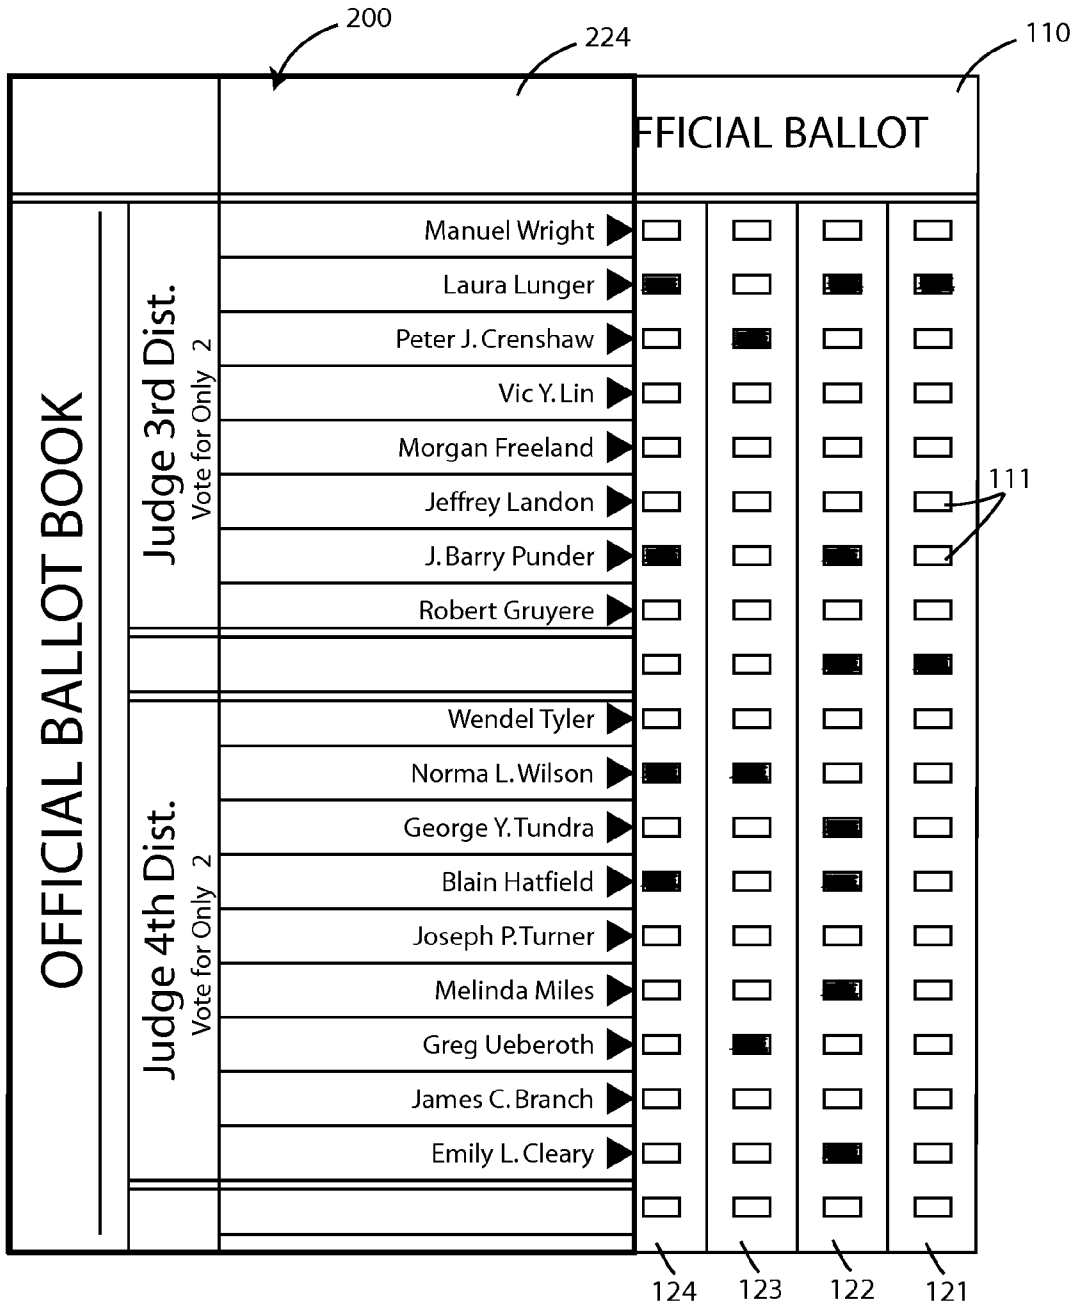 200
224
110
FFICIAL BALLOT
OFFICIAL BALLOT BOOK
Judge 3rd Dist.
Vote for Only 2
Manuel Wright
Laura Lunger
Peter J. Crenshaw
Vic Y. Lin
Morgan Freeland
Jeffrey Landon
J. Barry Punder
Robert Gruyere
111
Judge 4th Dist.
Vote for Only 2
Wendel Tyler
Norma L. Wilson
George Y. Tundra
Blain Hatfield
Joseph P. Turner
Melinda Miles
Greg Ueberoth
James C. Branch
Emily L. Cleary
124
123
122
121